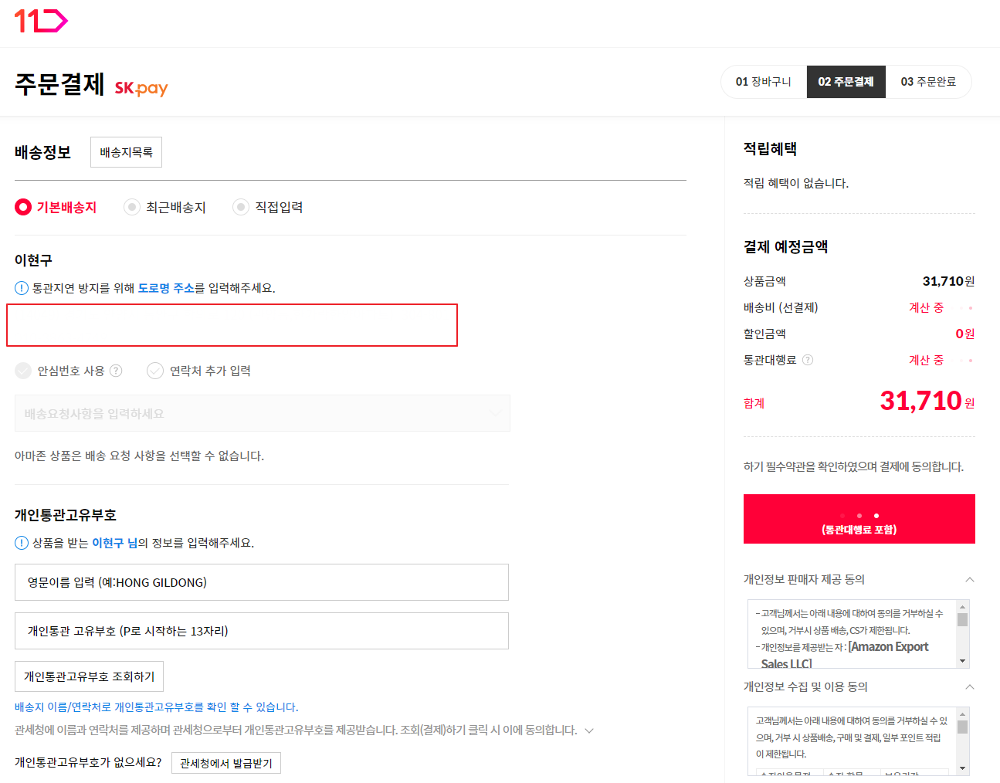 11
주문결제 SK pay
01 장바구니 02 주문결제 03 주문완료
배송정보 배송지목록
기본배송지 최근배송지 직접입력
이현구
통관지연 방지를 위해 도로명 주소를 입력해주세요.
안심번호 사용 ? 연락처 추가 입력
배송요청사항을 입력하세요
아마존 상품은 배송 요청 사항을 선택할 수 없습니다.
개인통관고유부호
상품을 받는 이현구 님의 정보를 입력해주세요.
영문이름 입력 (예:HONG GILDONG)
개인통관 고유부호 (P로 시작하는 13자리)
개인통관고유부호 조회하기
배송지 이름/연락처로 개인통관고유부호를 확인 할 수 있습니다.
관세청에 이름과 연락처를 제공하며 관세청으로부터 개인통관고유부호를 제공받습니다. 조회(결제)하기 클릭 시 이에 동의합니다.
개인통관고유부호가 없으세요? 관세청에서 발급받기
적립혜택
적립 혜택이 없습니다.
결제 예정금액
상품금액 31,710원
배송비 (선결제) 계산 중
할인금액 0원
통관대행료 ? 계산 중
합계 31,710원
하기 필수약관을 확인하였으며 결제에 동의합니다.
(통관대행료 포함)
개인정보 판매자 제공 동의
- 고객님께서는 아래 내용에 대하여 동의를 거부하실 수
있으며, 거부시 상품 배송, CS가 제한됩니다.
- 개인정보를 제공받는 자 : [Amazon Export
Sales LLC]
개인정보 수집 및 이용 동의
고객님께서는 아래 내용에 대하여 동의를 거부하실 수 있
으며, 거부 시 상품배송, 구매 및 결제, 일부 포인트 적립
이 제한됩니다.